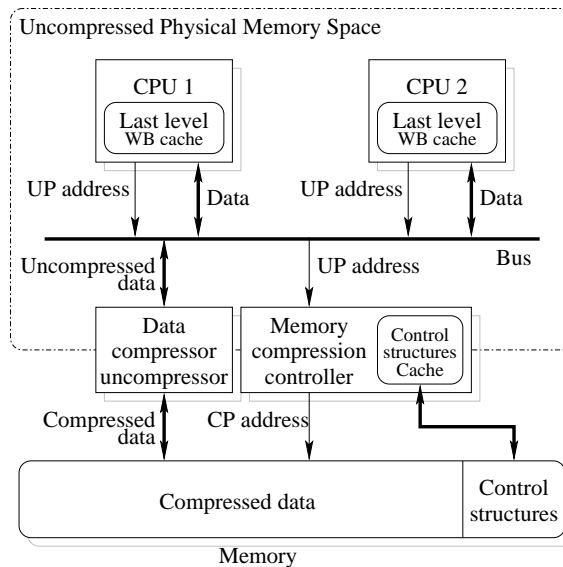 Uncompressed Physical Memory Space
CPU 1
Last level
WB cache
CPU 2
Last level
WB cache
UP address
Data
UP address
Data
Bus
Uncompressed
data
UP address
Data
compressor
uncompressor
Memory
compression
controller
Control
structures
Cache
Compressed
data
CP address
Compressed data
Control
structures
Memory